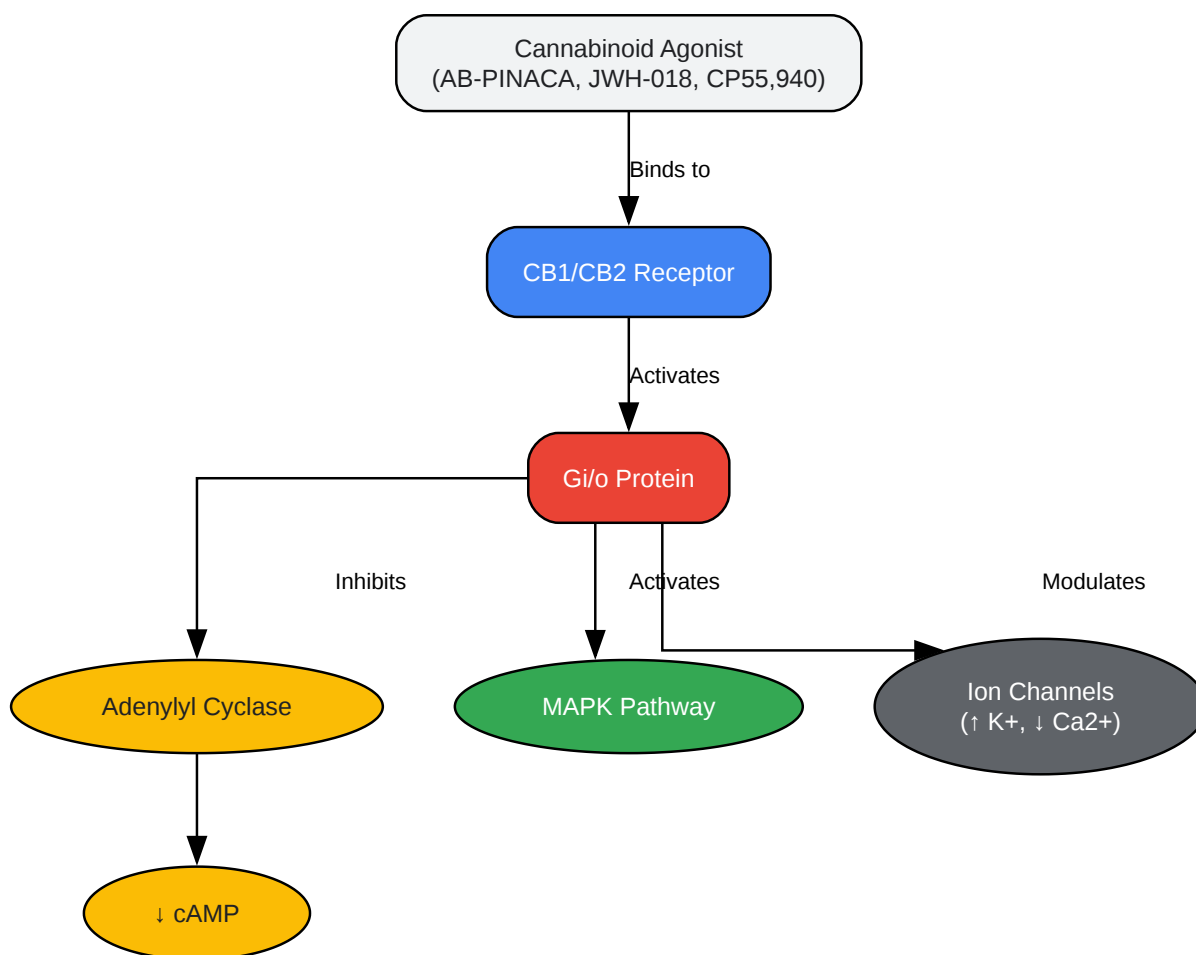 Cannabinoid Agonist
(AB-PINACA, JWH-018, CP55,940)
Binds to
CB1/CB2 Receptor
Activates
Gi/o Protein
Inhibits
Activates
Modulates
Adenylyl Cyclase
MAPK Pathway
Ion Channels
(↑ K+, ↓ Ca2+)
↓ cAMP